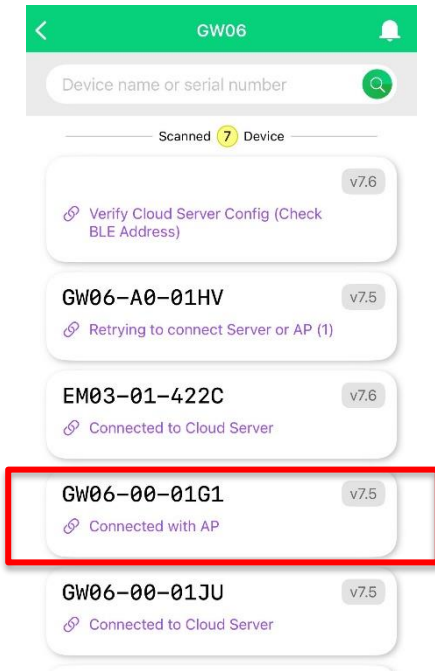 GW06
Device name or serial number
Scanned 7 Device
v7.6
Verify Cloud Server Config (Check
BLE Address)
GW06-A0-01HV
v7.5
Retrying to connect Server or AP (1)
EM03-01-422C
v7.6
Connected to Cloud Server
GW06-00-01G1
v7.5
Connected with AP
GW06-00-01JU
v7.5
Connected to Cloud Server